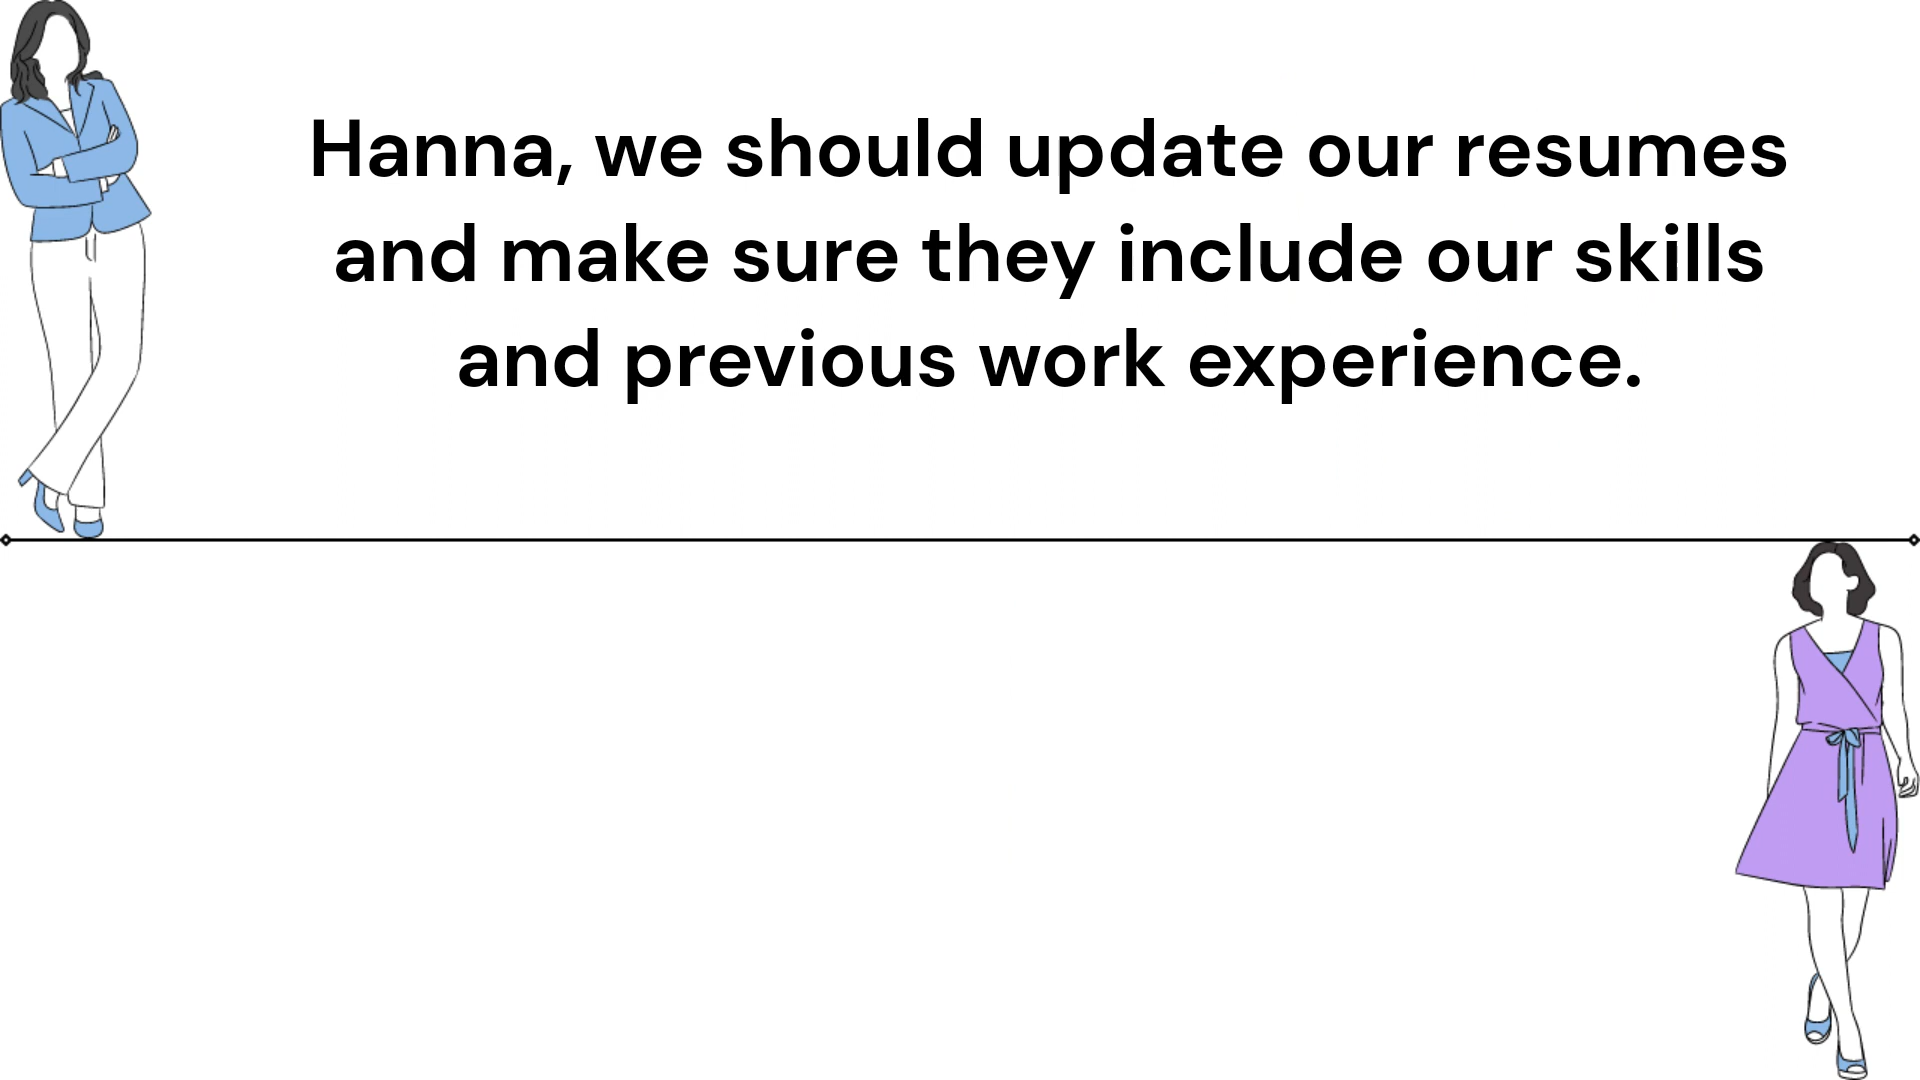 Hanna, we should update our resumes
and make sure they include our skills
and previous work experience.